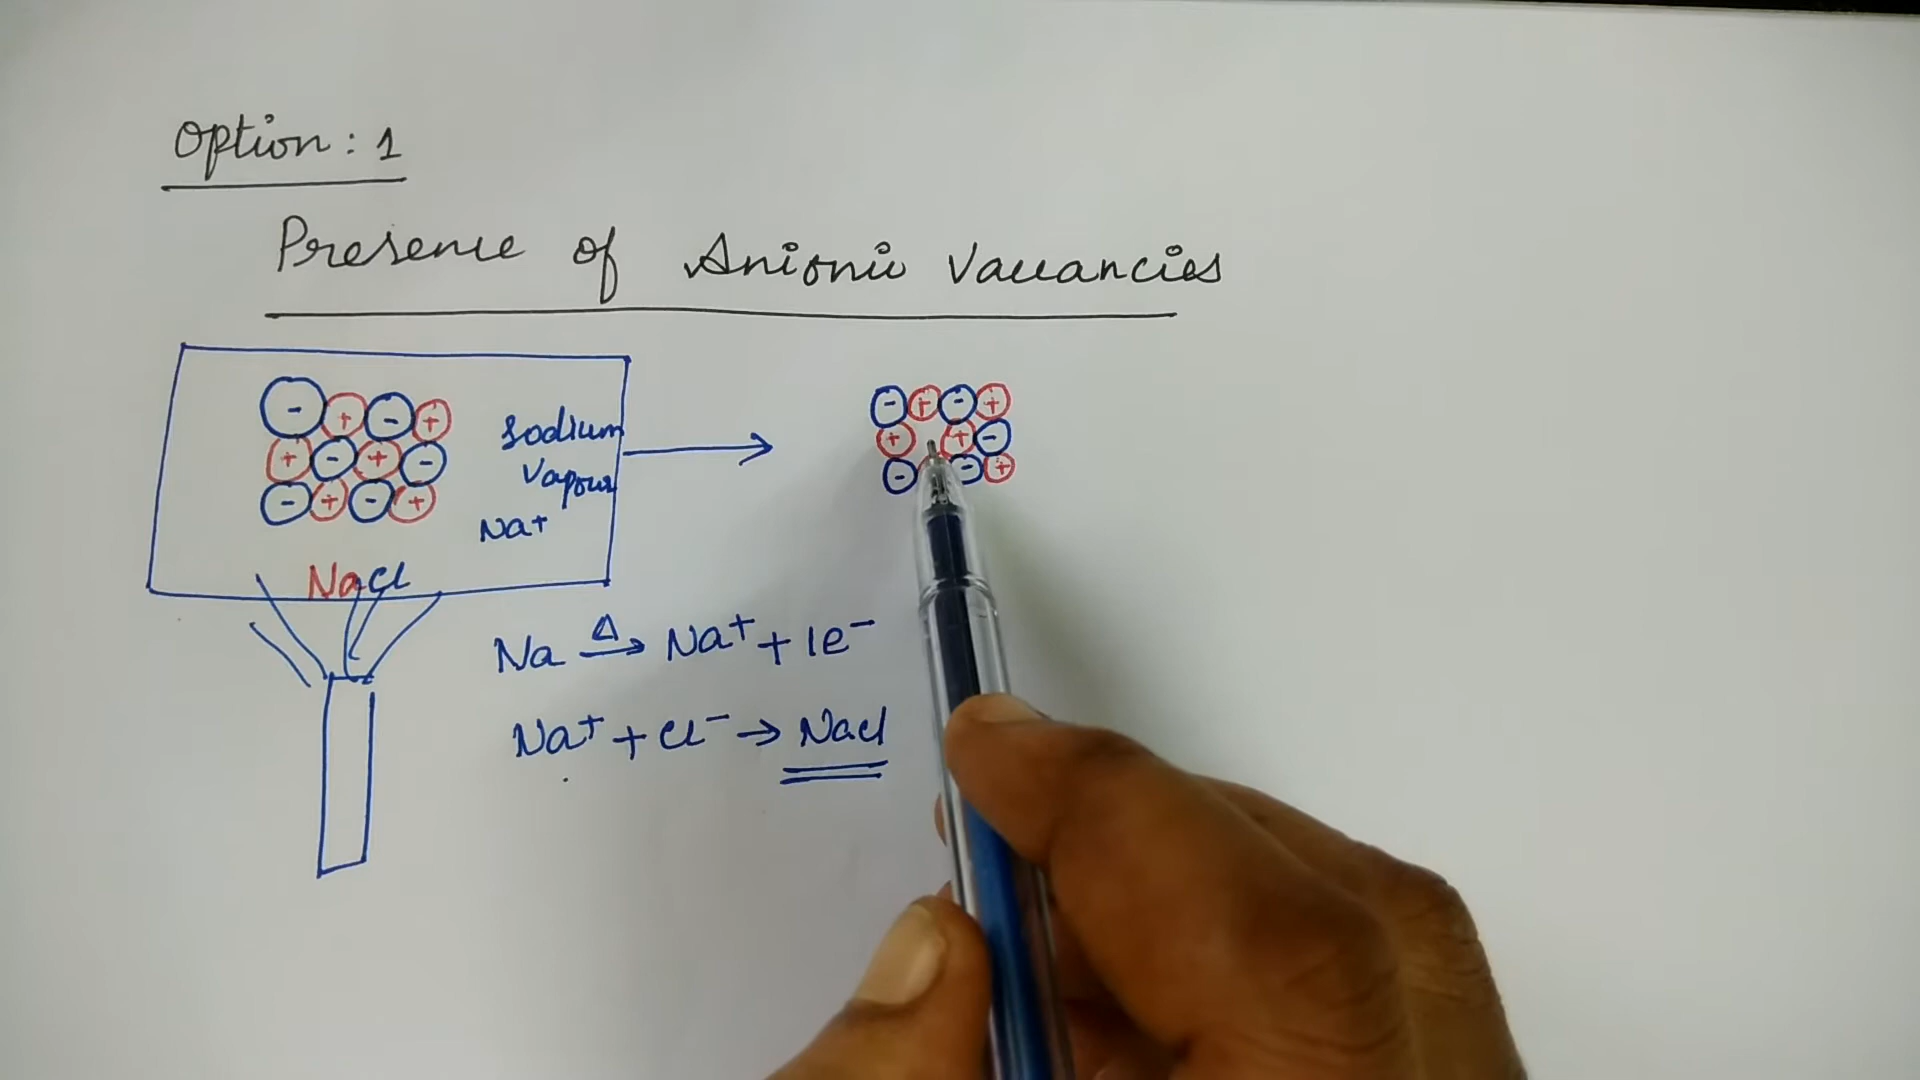 Option : 1
Presence of Anionic Vacancies
- + - +
+ - + -
- + - +
Sodium
Vapour
Na+
NaCl
- + - +
+ + -
- - +
Na Δ→ Na⁺ + 1e⁻
Na⁺ + Cl⁻ → NaCl